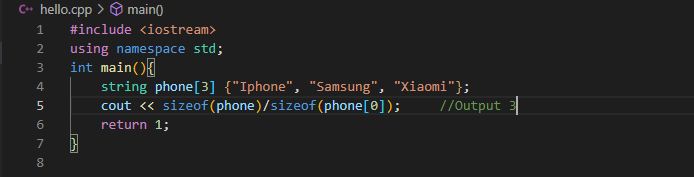 hello.cpp > main()
1 #include <iostream>
2 using namespace std;
3 int main(){
4     string phone[3] {"Iphone", "Samsung", "Xiaomi"};
5     cout << sizeof(phone)/sizeof(phone[0]);     //Output 3
6     return 1;
7 }
8